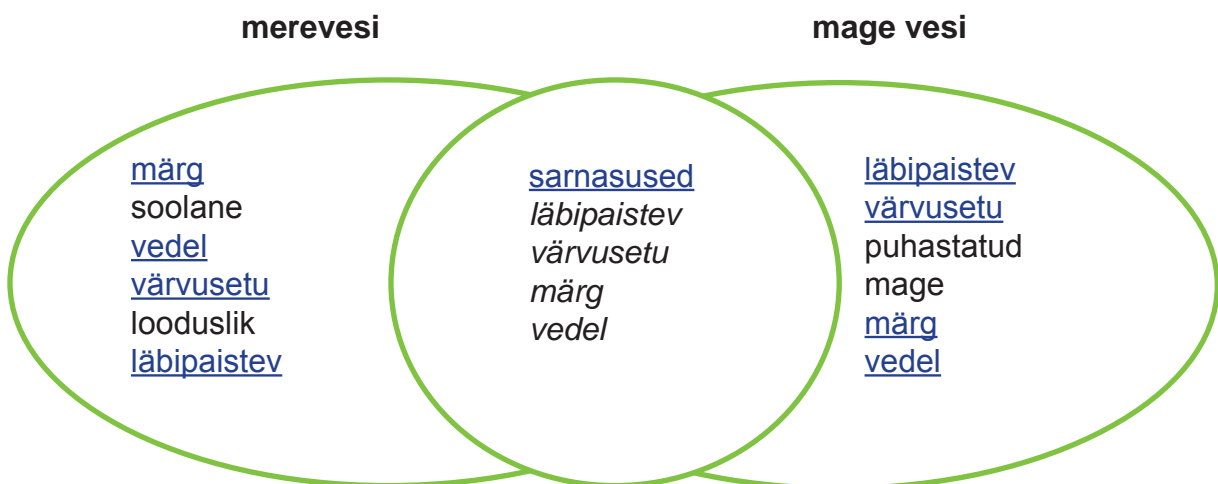 merevesi
mage vesi
märg
soolane
vedel
värvusetu
looduslik
läbipaistev
sarnasused
läbipaistev
värvusetu
märg
vedel
läbipaistev
värvusetu
puhastatud
mage
märg
vedel